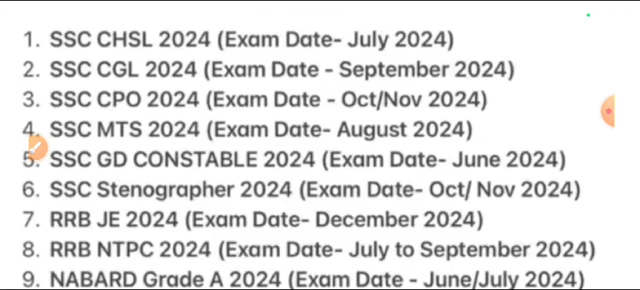 1. SSC CHSL 2024 (Exam Date- July 2024)
2. SSC CGL 2024 (Exam Date - September 2024)
3. SSC CPO 2024 (Exam Date - Oct/Nov 2024)
4. SSC MTS 2024 (Exam Date- August 2024)
5. SSC GD CONSTABLE 2024 (Exam Date- June 2024)
6. SSC Stenographer 2024 (Exam Date- Oct/ Nov 2024)
7. RRB JE 2024 (Exam Date- December 2024)
8. RRB NTPC 2024 (Exam Date- July to September 2024)
9. NABARD Grade A 2024 (Exam Date - June/July 2024)